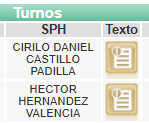 Turnos
SPH Texto
CIRILO DANIEL
CASTILLO
PADILLA
HECTOR
HERNANDEZ
VALENCIA